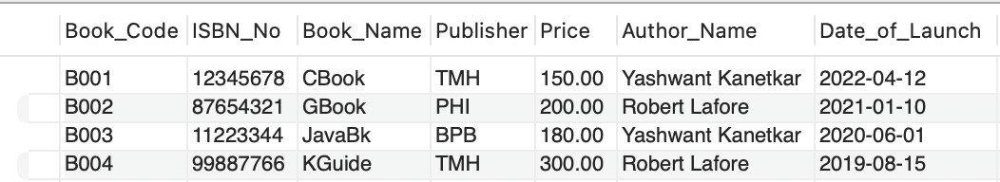 Book_Code ISBN_No Book_Name Publisher Price Author_Name Date_of_Launch
B001 12345678 CBook TMH 150.00 Yashwant Kanetkar 2022-04-12
B002 87654321 GBook PHI 200.00 Robert Lafore 2021-01-10
B003 11223344 JavaBk BPB 180.00 Yashwant Kanetkar 2020-06-01
B004 99887766 KGuide TMH 300.00 Robert Lafore 2019-08-15